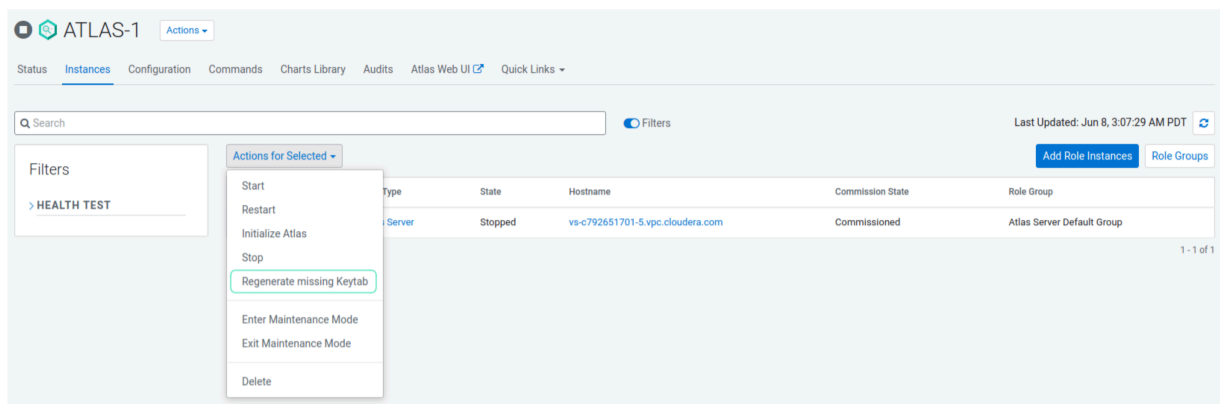 ATLAS-1 Actions
Status Instances Configuration Commands Charts Library Audits Atlas Web UI Quick Links
Search Filters Last Updated: Jun 8, 3:07:29 AM PDT
Filters
HEALTH TEST
Actions for Selected Add Role Instances Role Groups
Start
Restart
Initialize Atlas
Stop
Regenerate missing Keytab
Enter Maintenance Mode
Exit Maintenance Mode
Delete
Type State Hostname Commission State Role Group
Server Stopped vs-c792651701-5.vpc.cloudera.com Commissioned Atlas Server Default Group
1 - 1 of 1